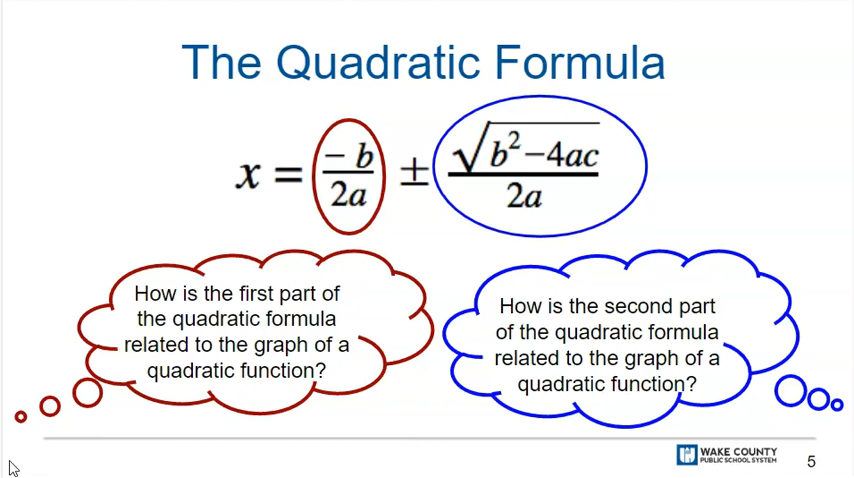 The Quadratic Formula
x = −b/2a ± √(b²−4ac)/2a
How is the first part of
the quadratic formula
related to the graph of a
quadratic function?
How is the second part
of the quadratic formula
related to the graph of a
quadratic function?
WAKE COUNTY
PUBLIC SCHOOL SYSTEM
5